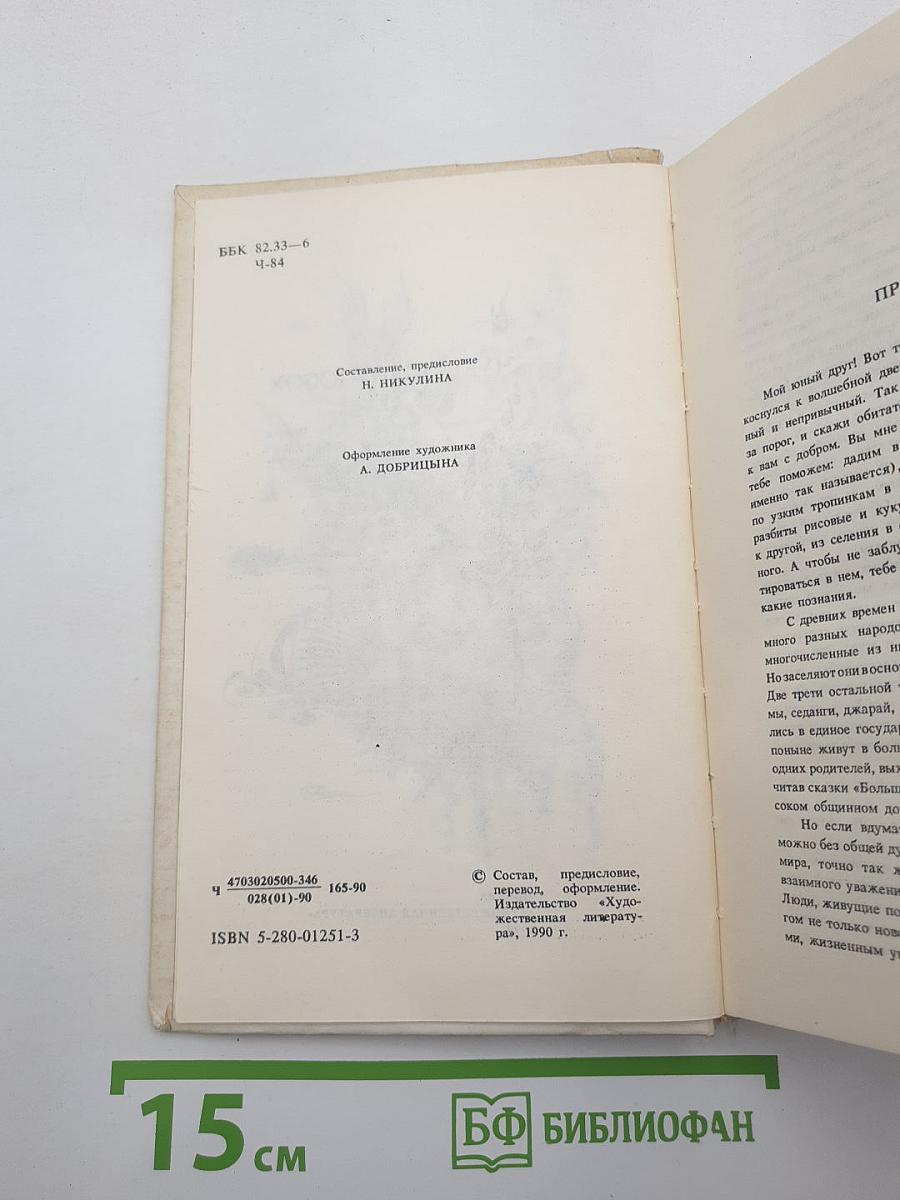 ББК 82.33—6
Ч-84
Составление, предисловие
Н. НИКУЛИНА
Оформление художника
А. ДОБРИЦЫНА
Ч 4703020500-346 165-90
028(01)-90
ISBN 5-280-01251-3
© Состав, предисловие,
перевод, оформление.
Издательство «Худо-
жественная литерату-
ра», 1990 г.
ПР
Мой юный друг! Вот т
коснулся к волшебной две
ный и непривычный. Так
за порог, и скажи обитат
к вам с добром. Вы мне
тебе поможем: дадим в
именно так называется),
по узким тропинкам в
разбиты рисовые и куку
к другой, из селения в
ного. А чтобы не заблу
тироваться в нем, тебе
какие познания.
С древних времен
много разных народо
многочисленные из ни
Но заселяют они в осно
Две трети остальной
мы, седанги, джарай,
лись в единое государ
поныне живут в боль
одних родителей, вых
читав сказки «Больш
соком общинном до
Но если вдума
можно без общей ду
мира, точно так ж
взаимного уважени
Люди, живущие по
гом не только нов
ми, жизненным у
15 см
БФ БИБЛИОФАН